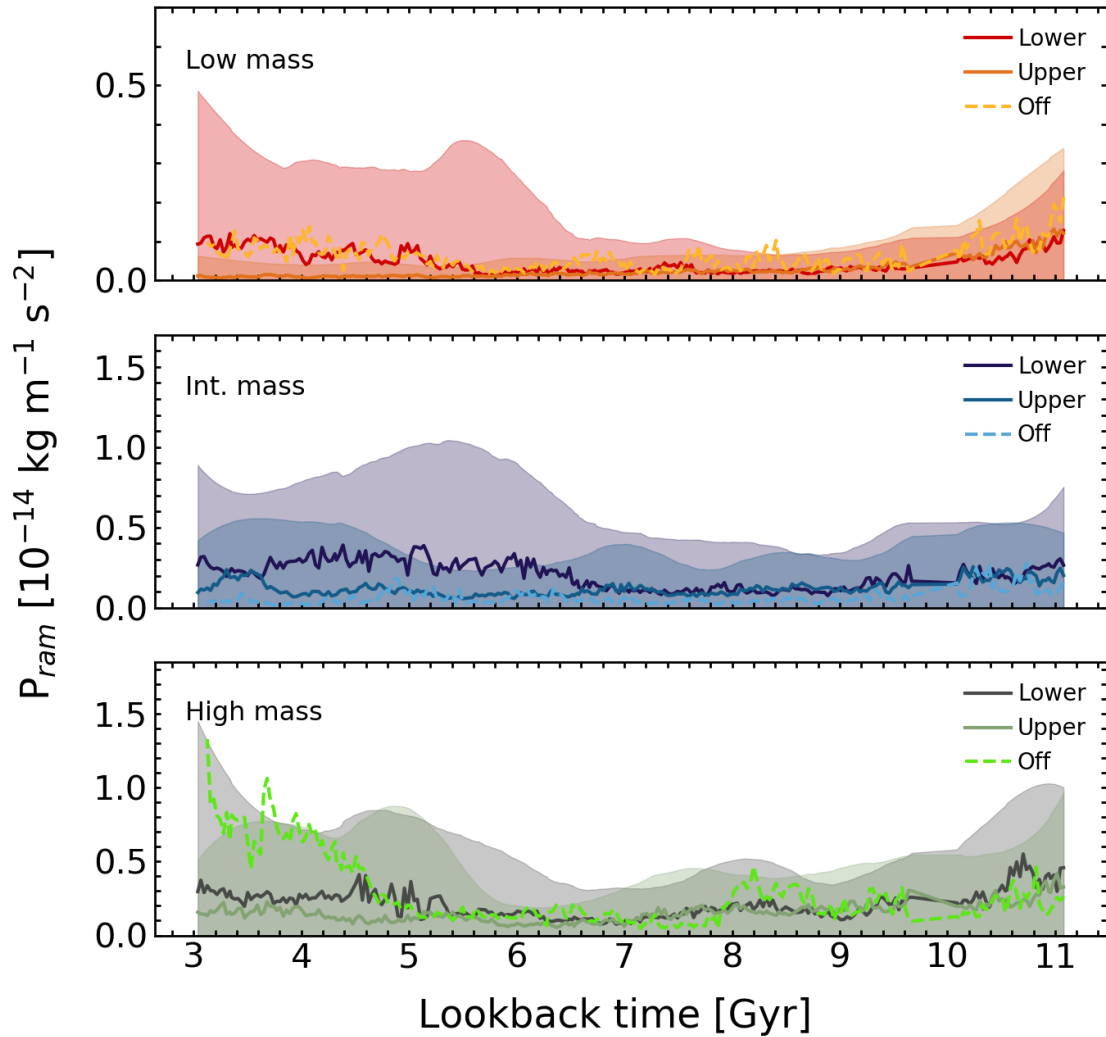 Low mass
Lower
Upper
Off
0.5
0.0
Int. mass
Lower
Upper
Off
1.5
1.0
0.5
0.0
High mass
Lower
Upper
Off
1.5
1.0
0.5
0.0
3 4 5 6 7 8 9 10 11
Lookback time [Gyr]
P_ram [10⁻¹⁴ kg m⁻¹ s⁻²]